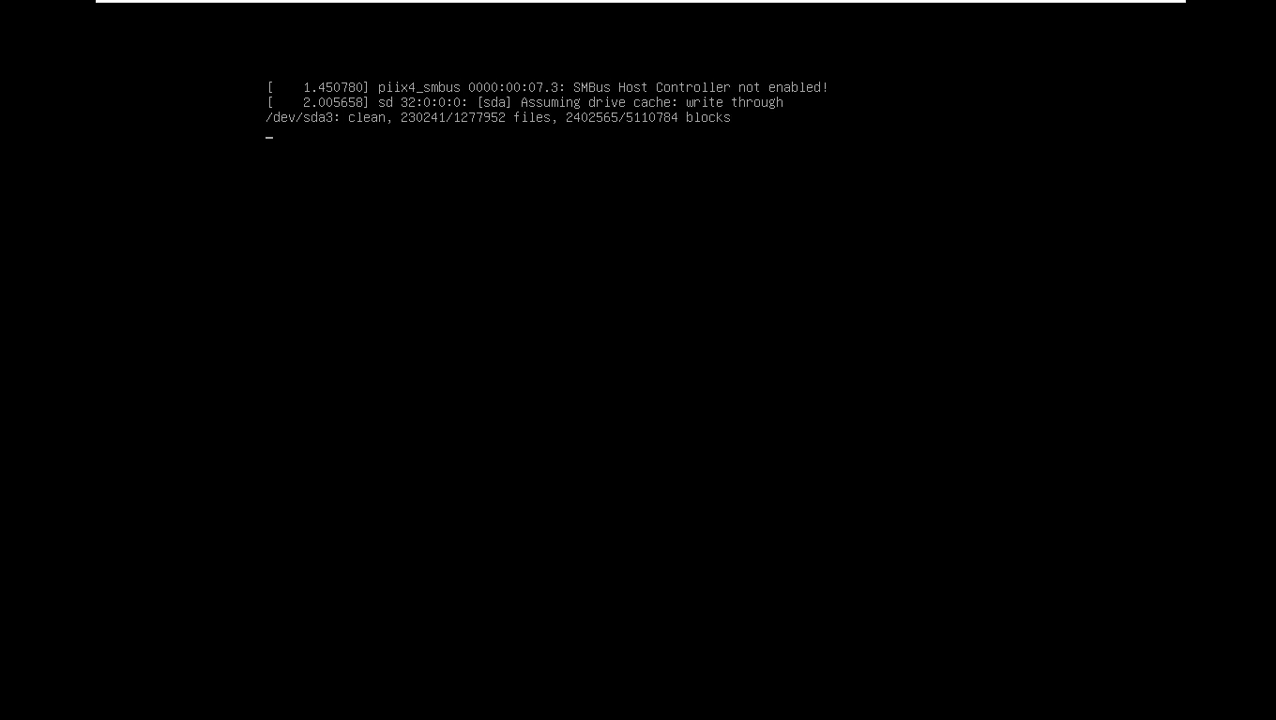 [    1.450780] piix4_smbus 0000:00:07.3: SMBus Host Controller not enabled!
[    2.005658] sd 32:0:0:0: [sda] Assuming drive cache: write through
/dev/sda3: clean, 230241/1277952 files, 2402565/5110784 blocks